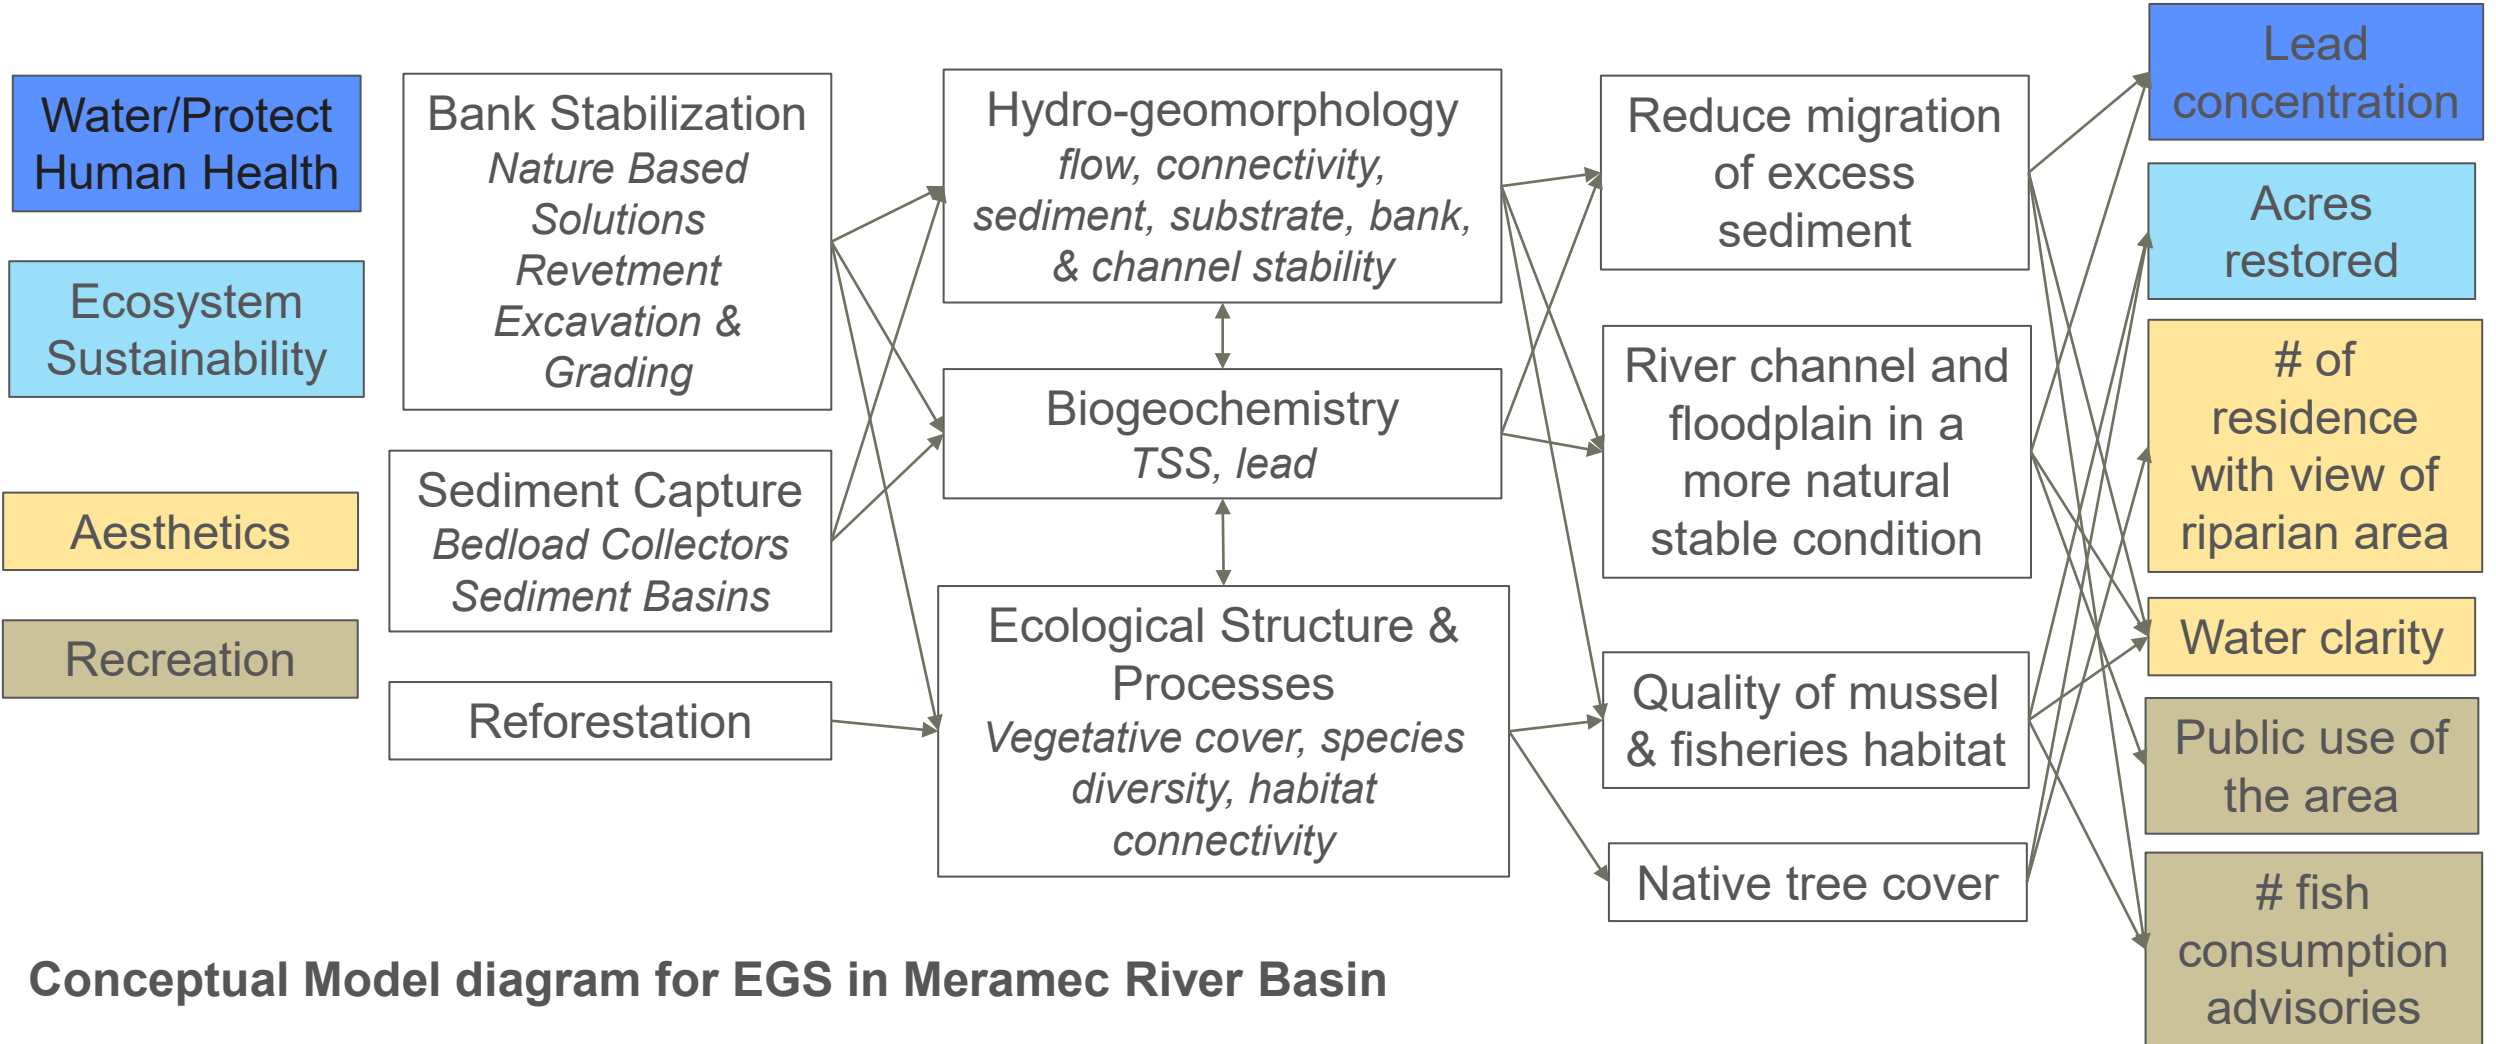 Water/Protect
Human Health
Ecosystem
Sustainability
Aesthetics
Recreation
Bank Stabilization
Nature Based
Solutions
Revetment
Excavation &
Grading
Sediment Capture
Bedload Collectors
Sediment Basins
Reforestation
Hydro-geomorphology
flow, connectivity,
sediment, substrate, bank,
& channel stability
Biogeochemistry
TSS, lead
Ecological Structure &
Processes
Vegetative cover, species
diversity, habitat
connectivity
Reduce migration
of excess
sediment
River channel and
floodplain in a
more natural
stable condition
Quality of mussel
& fisheries habitat
Native tree cover
Lead
concentration
Acres
restored
# of
residence
with view of
riparian area
Water clarity
Public use of
the area
# fish
consumption
advisories
Conceptual Model diagram for EGS in Meramec River Basin